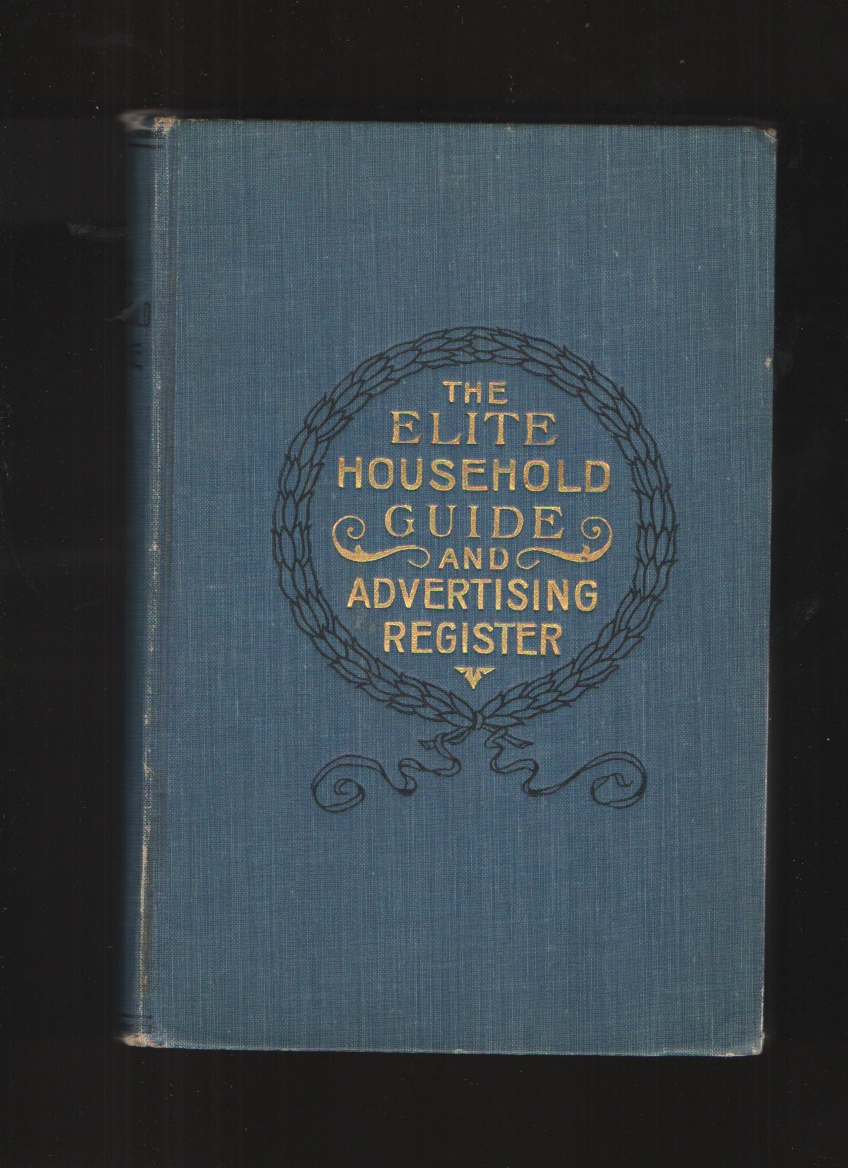 THE
ELITE
HOUSEHOLD
GUIDE
AND
ADVERTISING
REGISTER